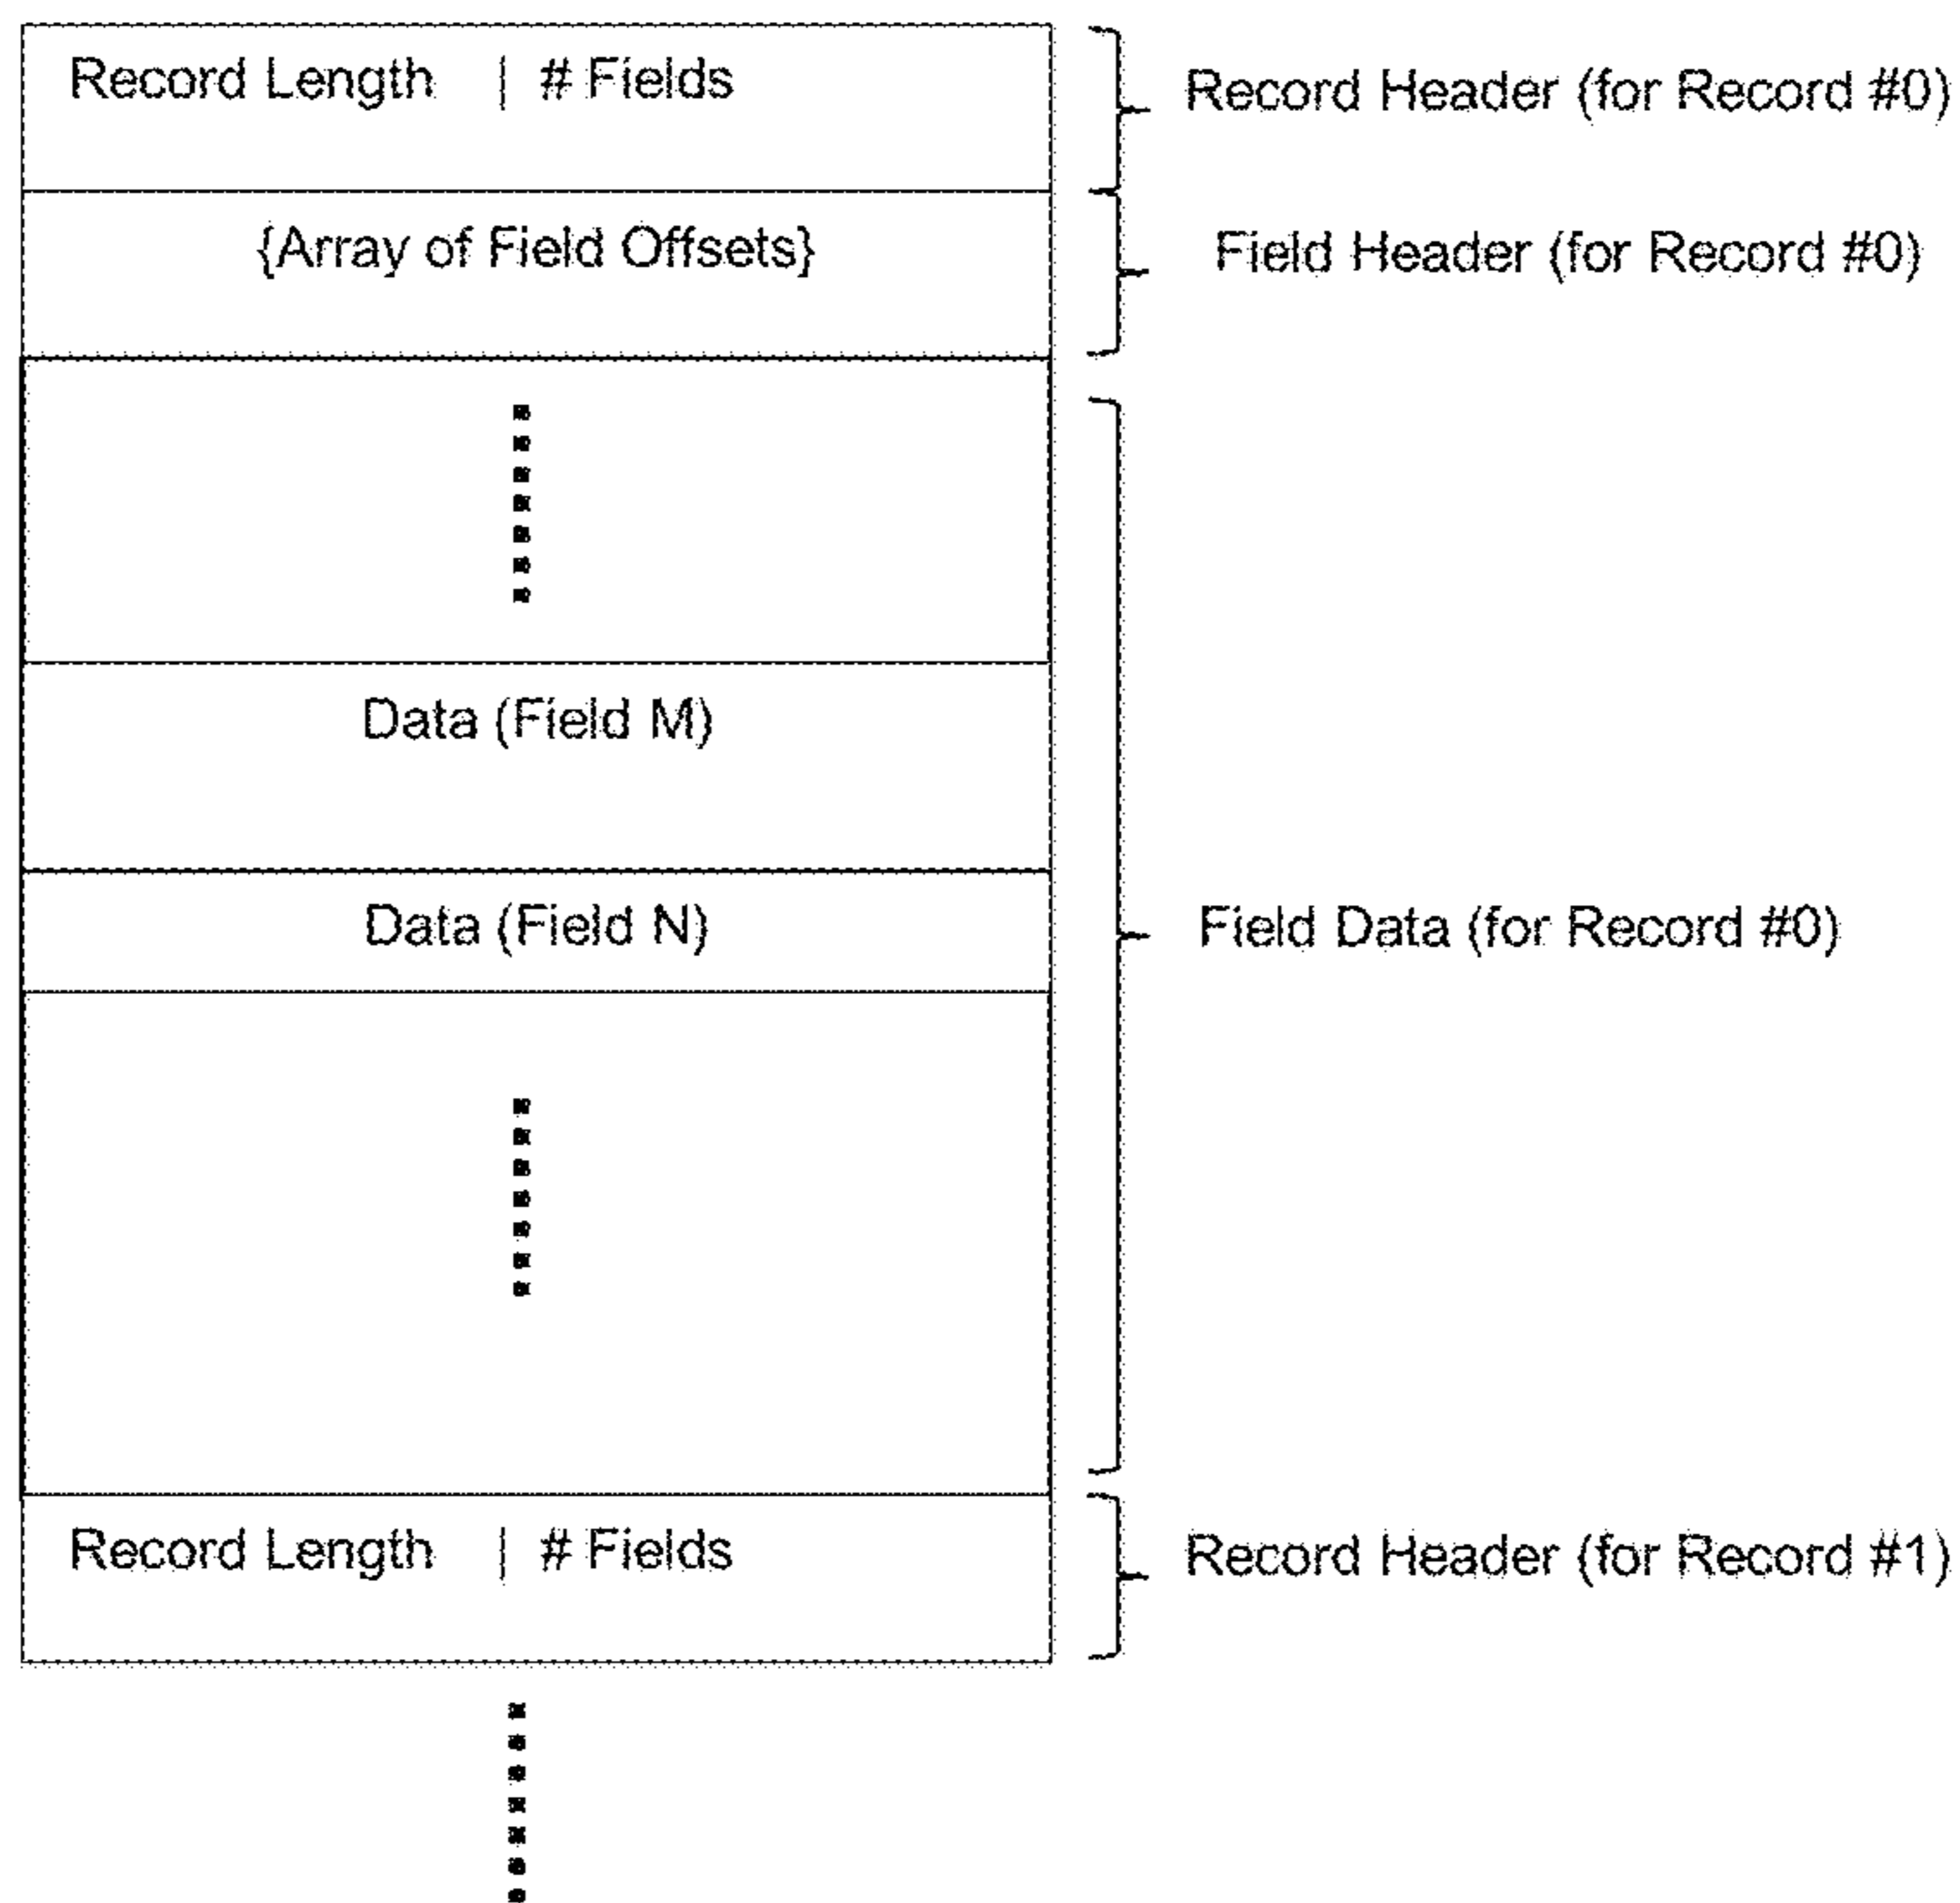 Record Length | # Fields
Record Header (for Record #0)
{Array of Field Offsets}
Field Header (for Record #0)
Data (Field M)
Data (Field N)
Field Data (for Record #0)
Record Length | # Fields
Record Header (for Record #1)